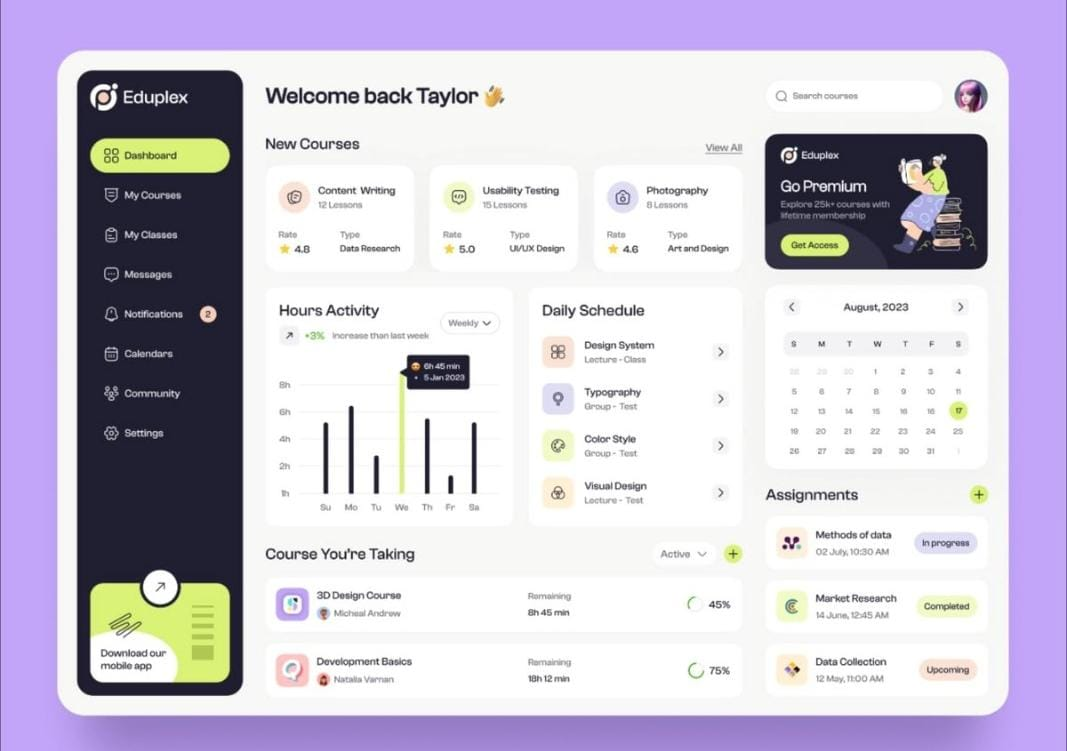 Eduplex
Dashboard
My Courses
My Classes
Messages
Notifications 2
Calendars
Community
Settings
Download our
mobile app
Welcome back Taylor
Search courses
New Courses
View All
Content Writing
12 Lessons
Rate Type
4.8 Data Research
Usability Testing
15 Lessons
Rate Type
5.0 UI/UX Design
Photography
8 Lessons
Rate Type
4.6 Art and Design
Eduplex
Go Premium
Explore 25k+ courses with
lifetime membership
Get Access
Hours Activity
+3% Increase than last week
Weekly
6h 45 min
5 Jan 2023
8h
6h
4h
2h
1h
Su Mo Tu We Th Fr Sa
Daily Schedule
Design System
Lecture - Class
Typography
Group - Test
Color Style
Group - Test
Visual Design
Lecture - Test
August, 2023
S M T W T F S
28 29 30 1 2 3 4
5 6 7 8 9 10 11
12 13 14 15 16 16 17
19 20 21 22 23 24 25
26 27 28 29 30 31 1
Course You're Taking
Active
3D Design Course
Micheal Andrew
Remaining
8h 45 min
45%
Development Basics
Natalia Varnan
Remaining
18h 12 min
75%
Assignments
Methods of data
02 July, 10:30 AM
In progress
Market Research
14 June, 12:45 AM
Completed
Data Collection
12 May, 11:00 AM
Upcoming